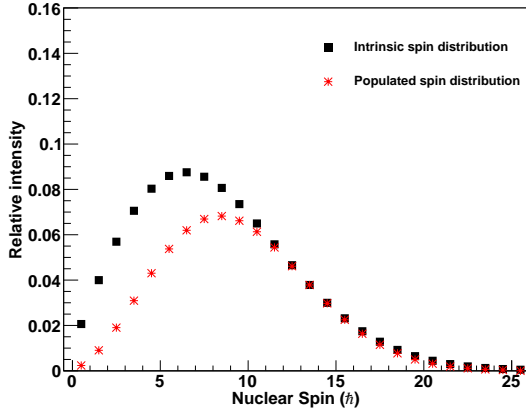 0.16
0.14
0.12
0.1
0.08
0.06
0.04
0.02
0
Relative intensity
Intrinsic spin distribution
Populated spin distribution
0 5 10 15 20 25
Nuclear Spin (ℏ)